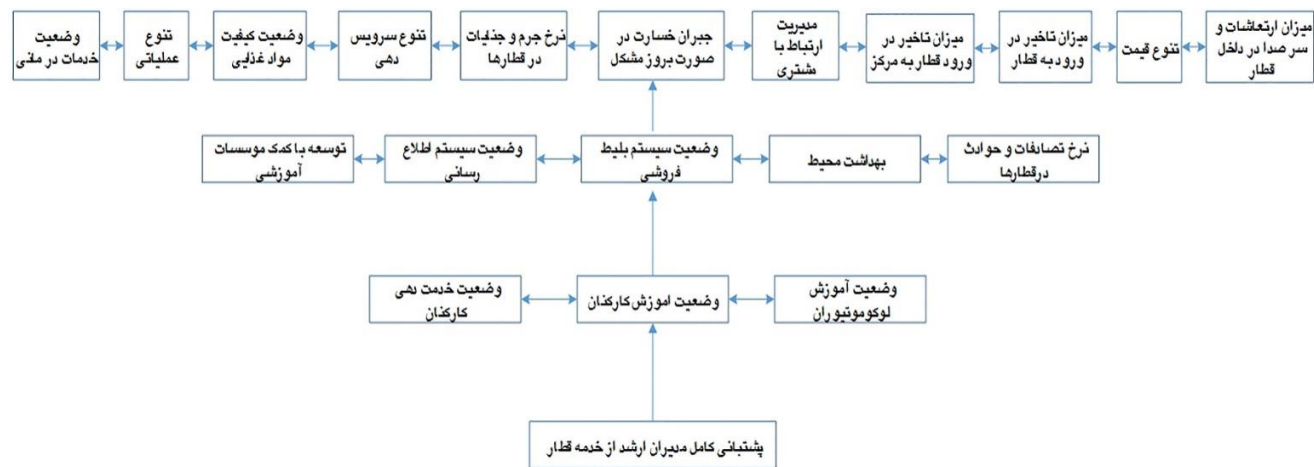 میزان ارتعاشات و
سر صدا در داخل
قطار
تنوع قیمت
میزان تاخیر در
ورود به قطار
میزان تاخیر در
ورود قطار به مرکز
مدیریت
ارتباط با
مشتری
جبران خسارت در
صورت بروز مشکل
نرخ جرم و جنایات
در قطارها
تنوع سرویس
دهی
وضعیت کیفیت
مواد غذایی
تنوع
عملیاتی
وضعیت
خدمات در مانی
نرخ تصادفات و حوادث
درقطارها
بهداشت محیط
وضعیت سیستم بلیط
فروشی
وضعیت سیستم اطلاع
رسانی
توسعه با کمک موسسات
آموزشی
وضعیت آموزش
لوکوموتیوران
وضعیت اموزش کارکنان
وضعیت خدمت دهی
کارکنان
پشتبانی کامل مدیران ارشد از خدمه قطار